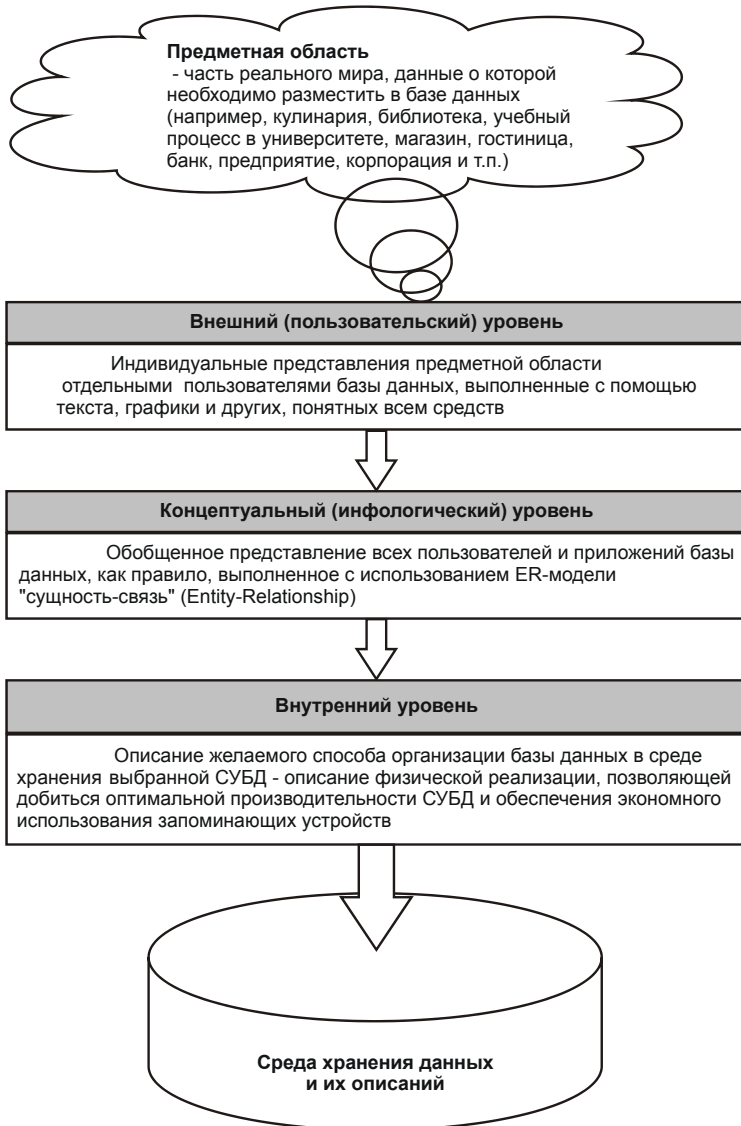 Предметная область
- часть реального мира, данные о которой
необходимо разместить в базе данных
(например, кулинария, библиотека, учебный
процесс в университете, магазин, гостиница,
банк, предприятие, корпорация и т.п.)
Внешний (пользовательский) уровень
Индивидуальные представления предметной области
отдельными пользователями базы данных, выполненные с помощью
текста, графики и других, понятных всем средств
Концептуальный (инфологический) уровень
Обобщенное представление всех пользователей и приложений базы
данных, как правило, выполненное с использованием ER-модели
"сущность-связь" (Entity-Relationship)
Внутренний уровень
Описание желаемого способа организации базы данных в среде
хранения выбранной СУБД - описание физической реализации, позволяющей
добиться оптимальной производительности СУБД и обеспечения экономного
использования запоминающих устройств
Среда хранения данных
и их описаний